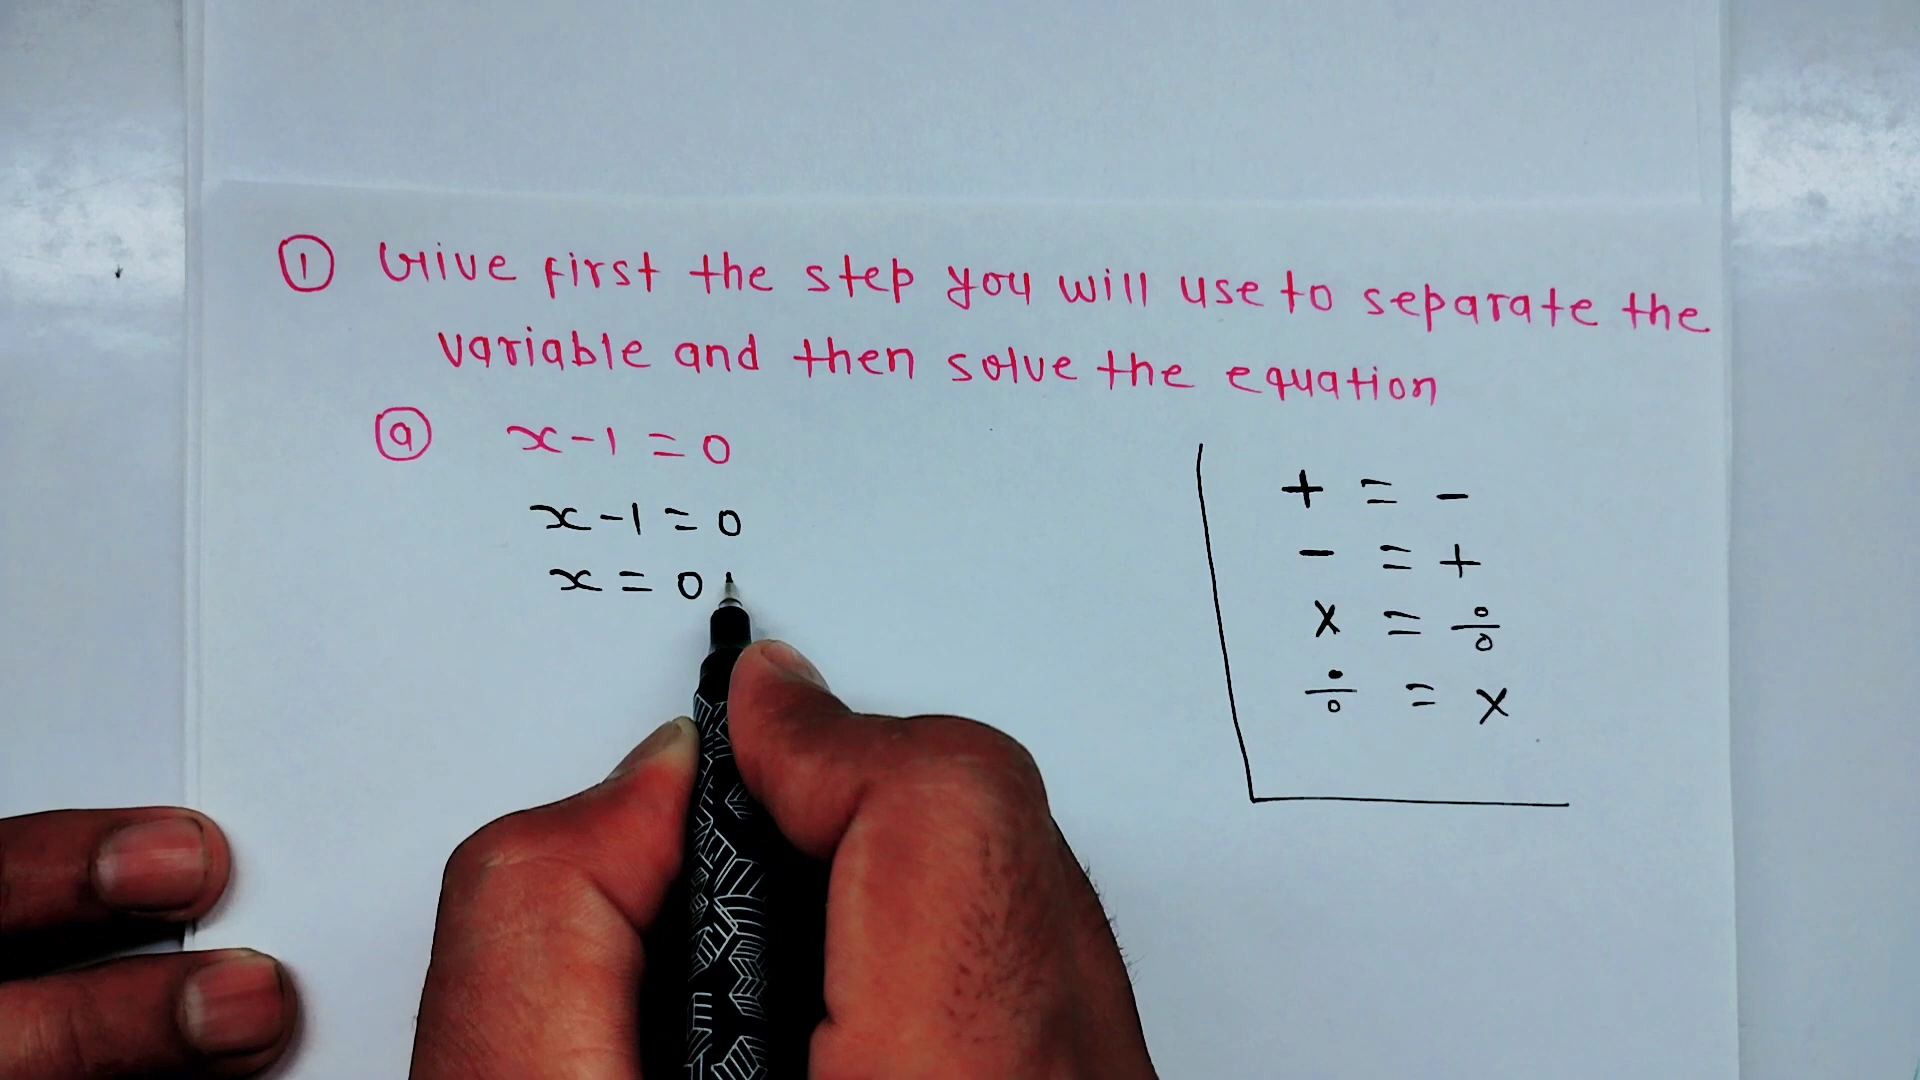 ① Give first the step you will use to separate the
variable and then solve the equation
ⓐ x-1=0
x-1=0
x=0
+ = -
- = +
× = ÷
÷ = ×